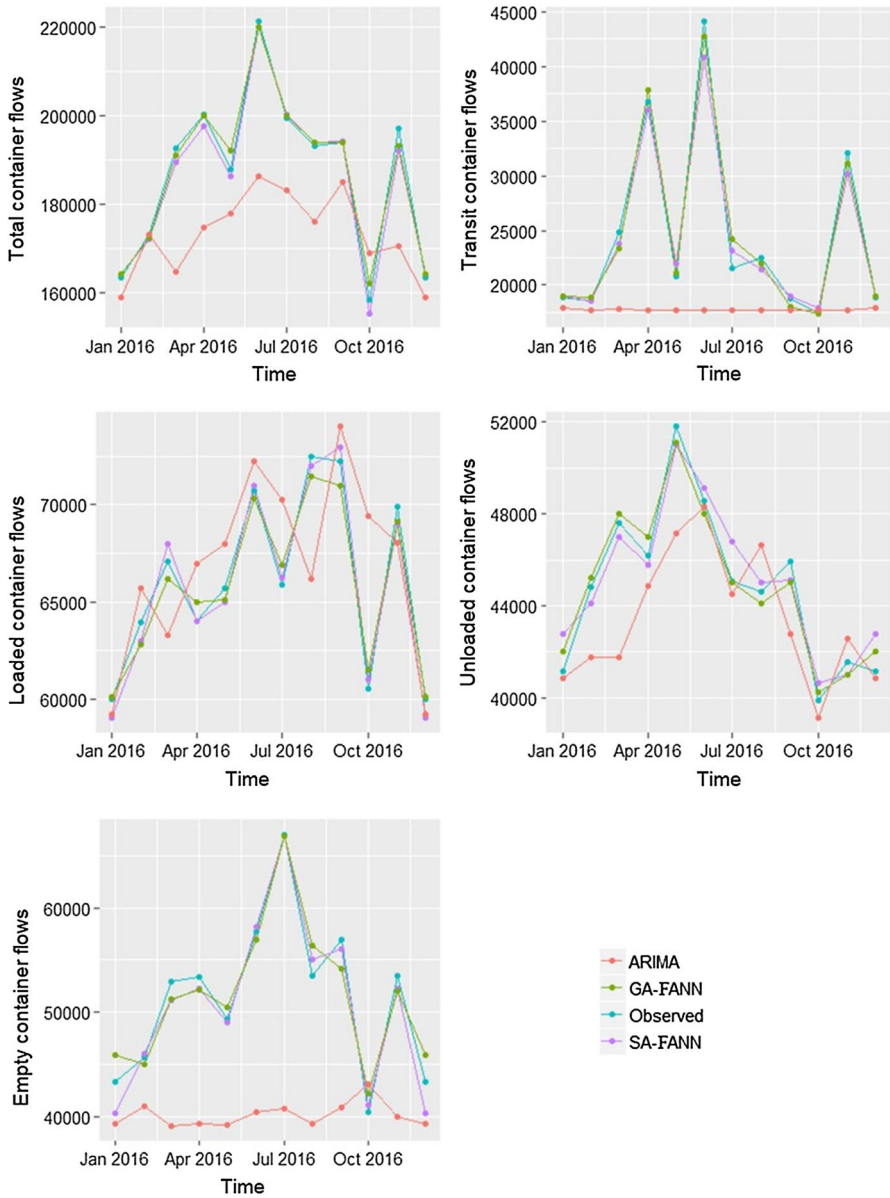 Total container flows
220000
200000
180000
160000
Jan 2016 Apr 2016 Jul 2016 Oct 2016
Time
Transit container flows
45000
40000
35000
30000
25000
20000
Jan 2016 Apr 2016 Jul 2016 Oct 2016
Time
Loaded container flows
70000
65000
60000
Jan 2016 Apr 2016 Jul 2016 Oct 2016
Time
Unloaded container flows
52000
48000
44000
40000
Jan 2016 Apr 2016 Jul 2016 Oct 2016
Time
Empty container flows
60000
50000
40000
Jan 2016 Apr 2016 Jul 2016 Oct 2016
Time
ARIMA
GA-FANN
Observed
SA-FANN